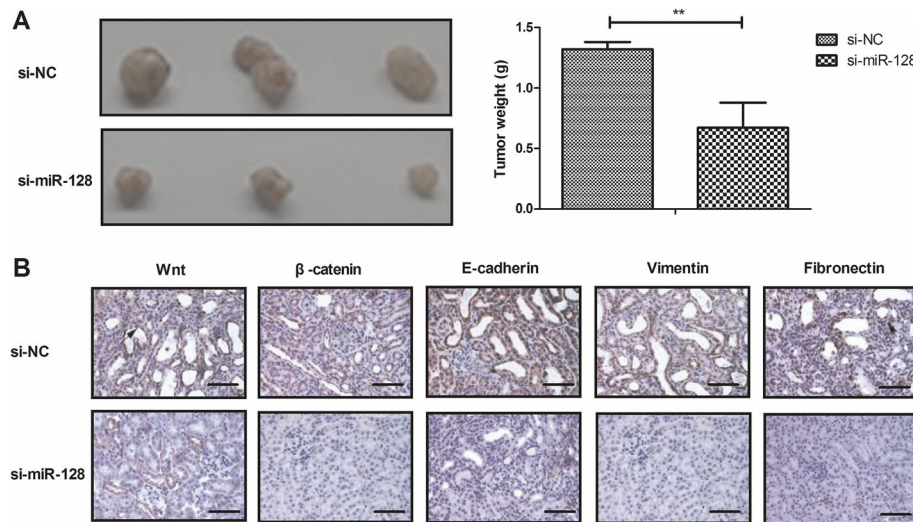 A
si-NC
si-miR-128
Tumor weight (g)
1.5
1.0
0.5
0.0
**
si-NC
si-miR-128
B
Wnt
β -catenin
E-cadherin
Vimentin
Fibronectin
si-NC
si-miR-128